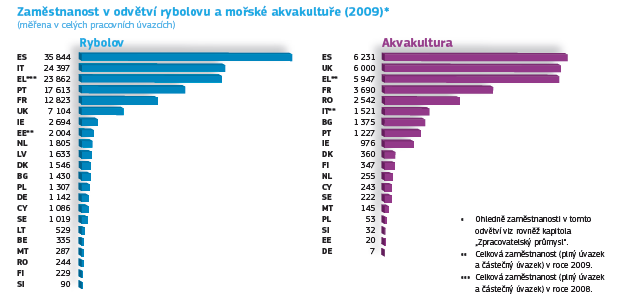 Zaměstnanost v odvětví rybolovu a mořské akvakultuře (2009)*
(měřena v celých pracovních úvazcích)
Rybolov
ES 35 844
IT 24 397
EL*** 23 862
PT 17 613
FR 12 823
UK 7 104
IE 2 694
EE** 2 004
NL 1 805
LV 1 633
DK 1 546
BG 1 430
PL 1 307
DE 1 142
CY 1 086
SE 1 019
LT 529
BE 335
MT 287
RO 244
FI 229
SI 90
Akvakultura
ES 6 231
UK 6 000
EL** 5 947
FR 3 690
RO 2 542
IT** 1 521
BG 1 375
PT 1 227
IE 976
DK 360
FI 347
NL 255
CY 243
SE 222
MT 145
PL 53
SI 32
EE 20
DE 7
* Ohledně zaměstnanosti v tomto
odvětví viz rovněž kapitola
„Zpracovatelský průmysl“.
** Celková zaměstnanost (plný úvazek
a částečný úvazek) v roce 2009.
*** Celková zaměstnanost (plný úvazek
a částečný úvazek) v roce 2008.